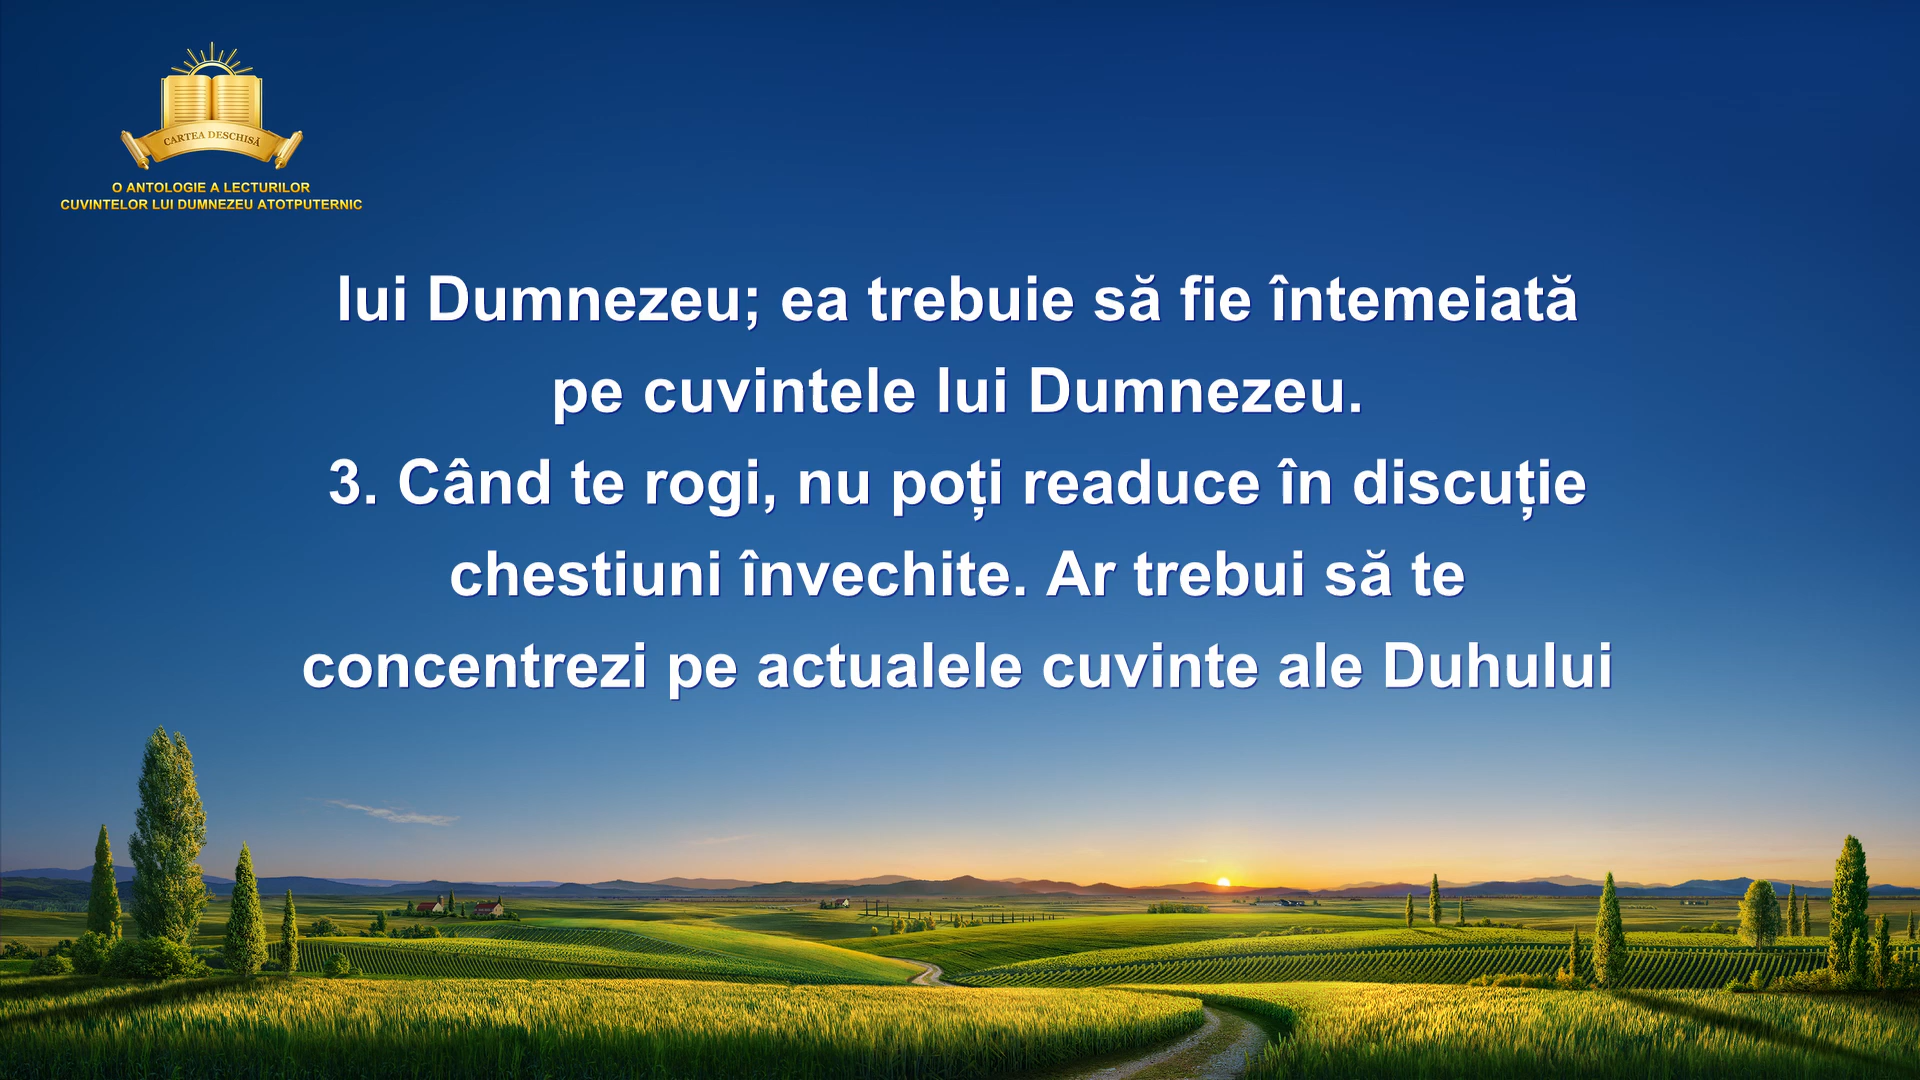 CARTEA DESCHISĂ
O ANTOLOGIE A LECTURILOR
CUVINTELOR LUI DUMNEZEU ATOTPUTERNIC
lui Dumnezeu; ea trebuie să fie întemeiată
pe cuvintele lui Dumnezeu.
3. Când te rogi, nu poți readuce în discuție
chestiuni învechite. Ar trebui să te
concentrezi pe actualele cuvinte ale Duhului